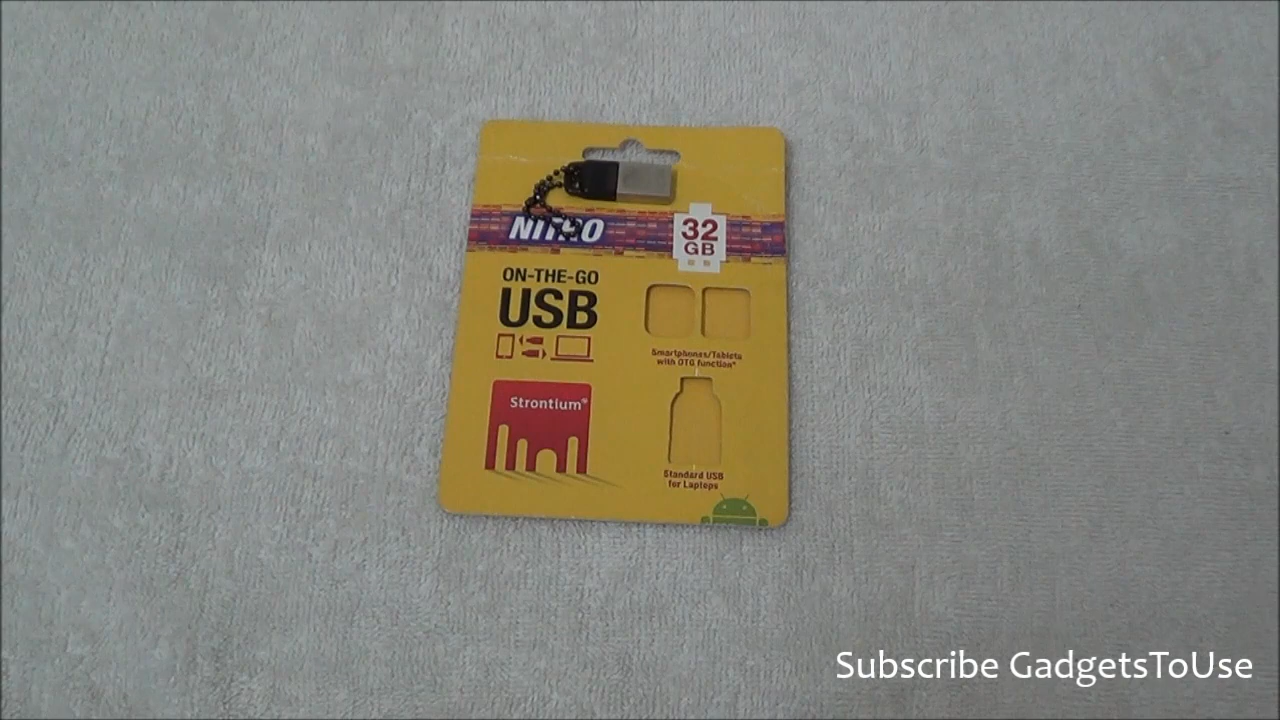 NITRO
32
GB
ON-THE-GO
USB
Smartphones/Tablets
with OTG function*
Strontium®
Standard USB
for Laptops
Subscribe GadgetsToUse